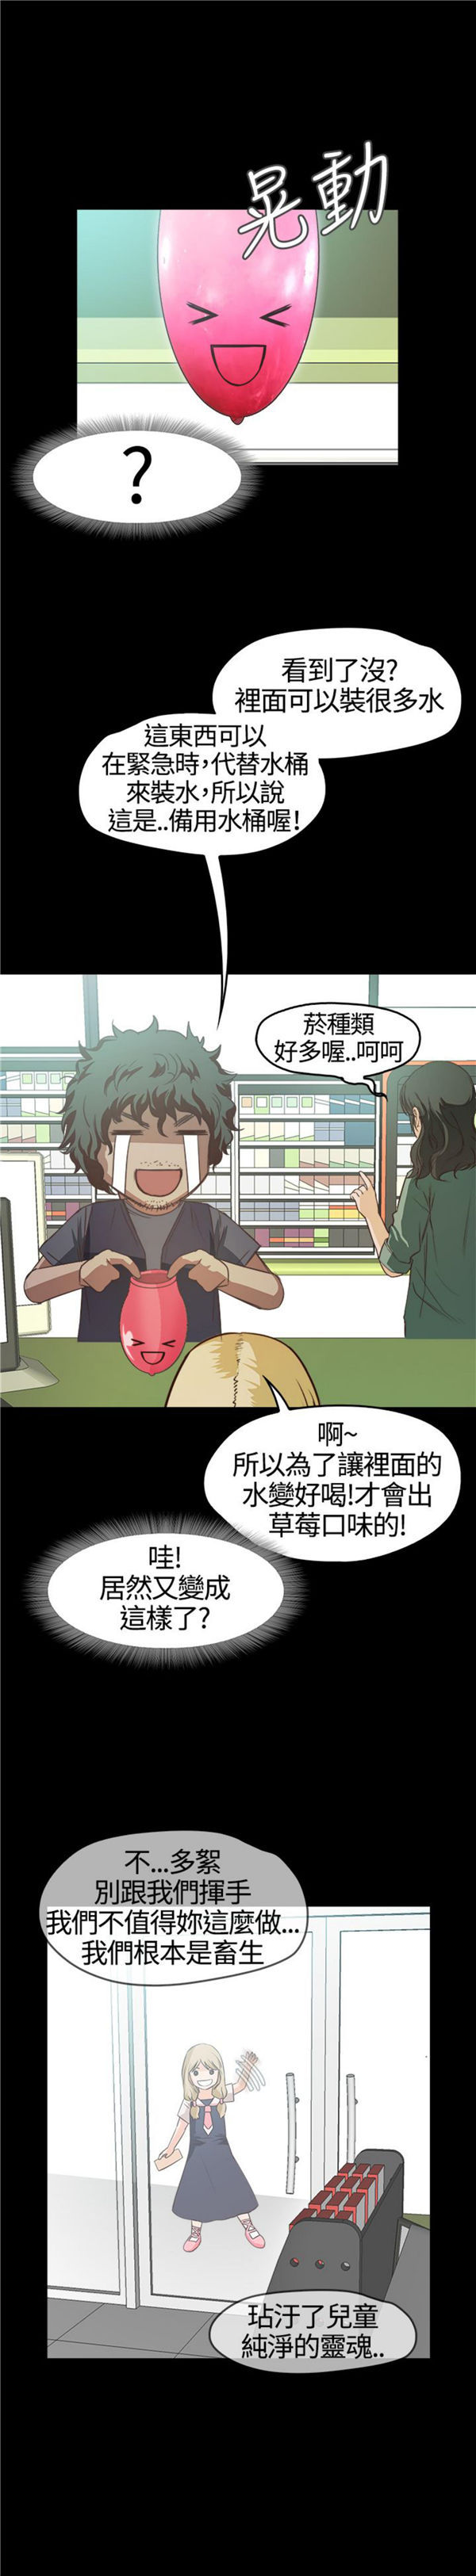 晃動
?
看到了沒?
裡面可以裝很多水
這東西可以
在緊急時,代替水桶
來裝水,所以說
這是..備用水桶喔!
菸種類
好多喔..呵呵
啊~
所以為了讓裡面的
水變好喝!才會出
草莓口味的!
哇!
居然又變成
這樣了?
不...多絮
別跟我們揮手
我們不值得妳這麼做...
我們根本是畜生
玷汙了兒童
純淨的靈魂..